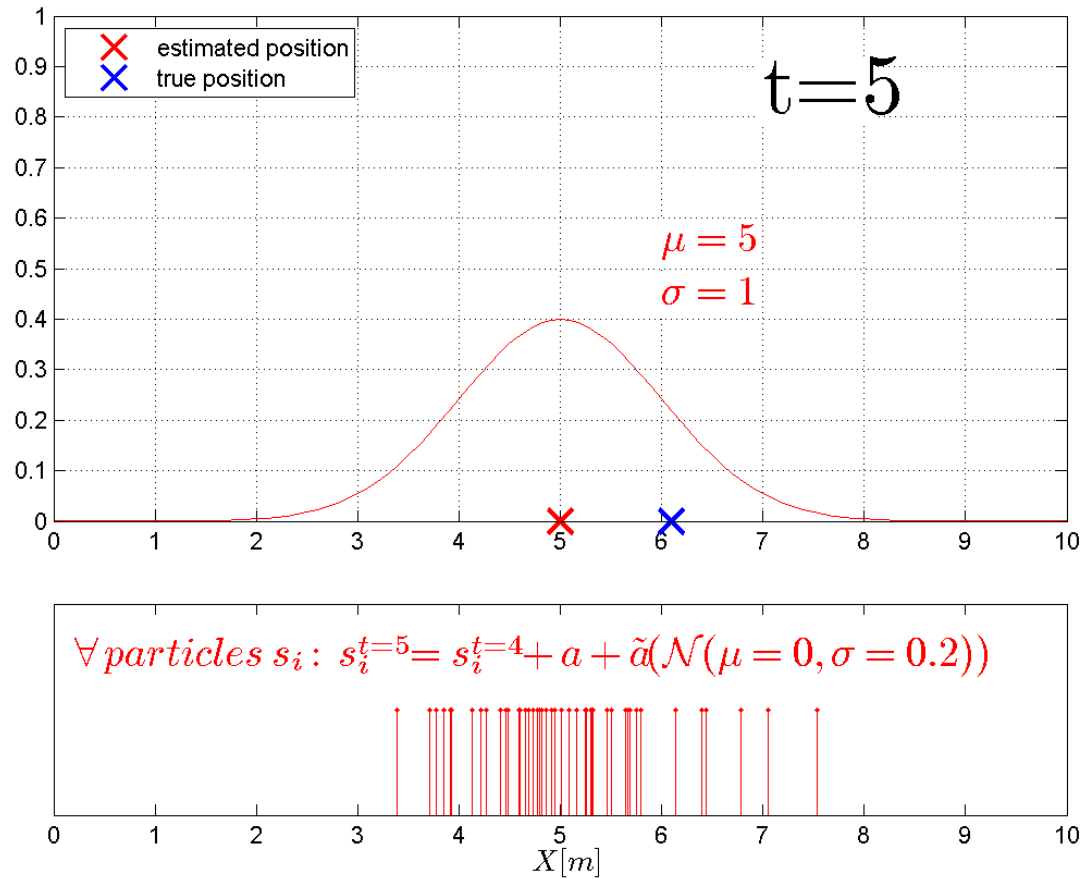 1
0.9
0.8
0.7
0.6
0.5
0.4
0.3
0.2
0.1
0
estimated position
true position
t=5
μ = 5
σ = 1
0 1 2 3 4 5 6 7 8 9 10
∀ particles s_i: s_i^{t=5} = s_i^{t=4} + a + ã(𝒩(μ = 0, σ = 0.2))
0 1 2 3 4 5 6 7 8 9 10
X[m]